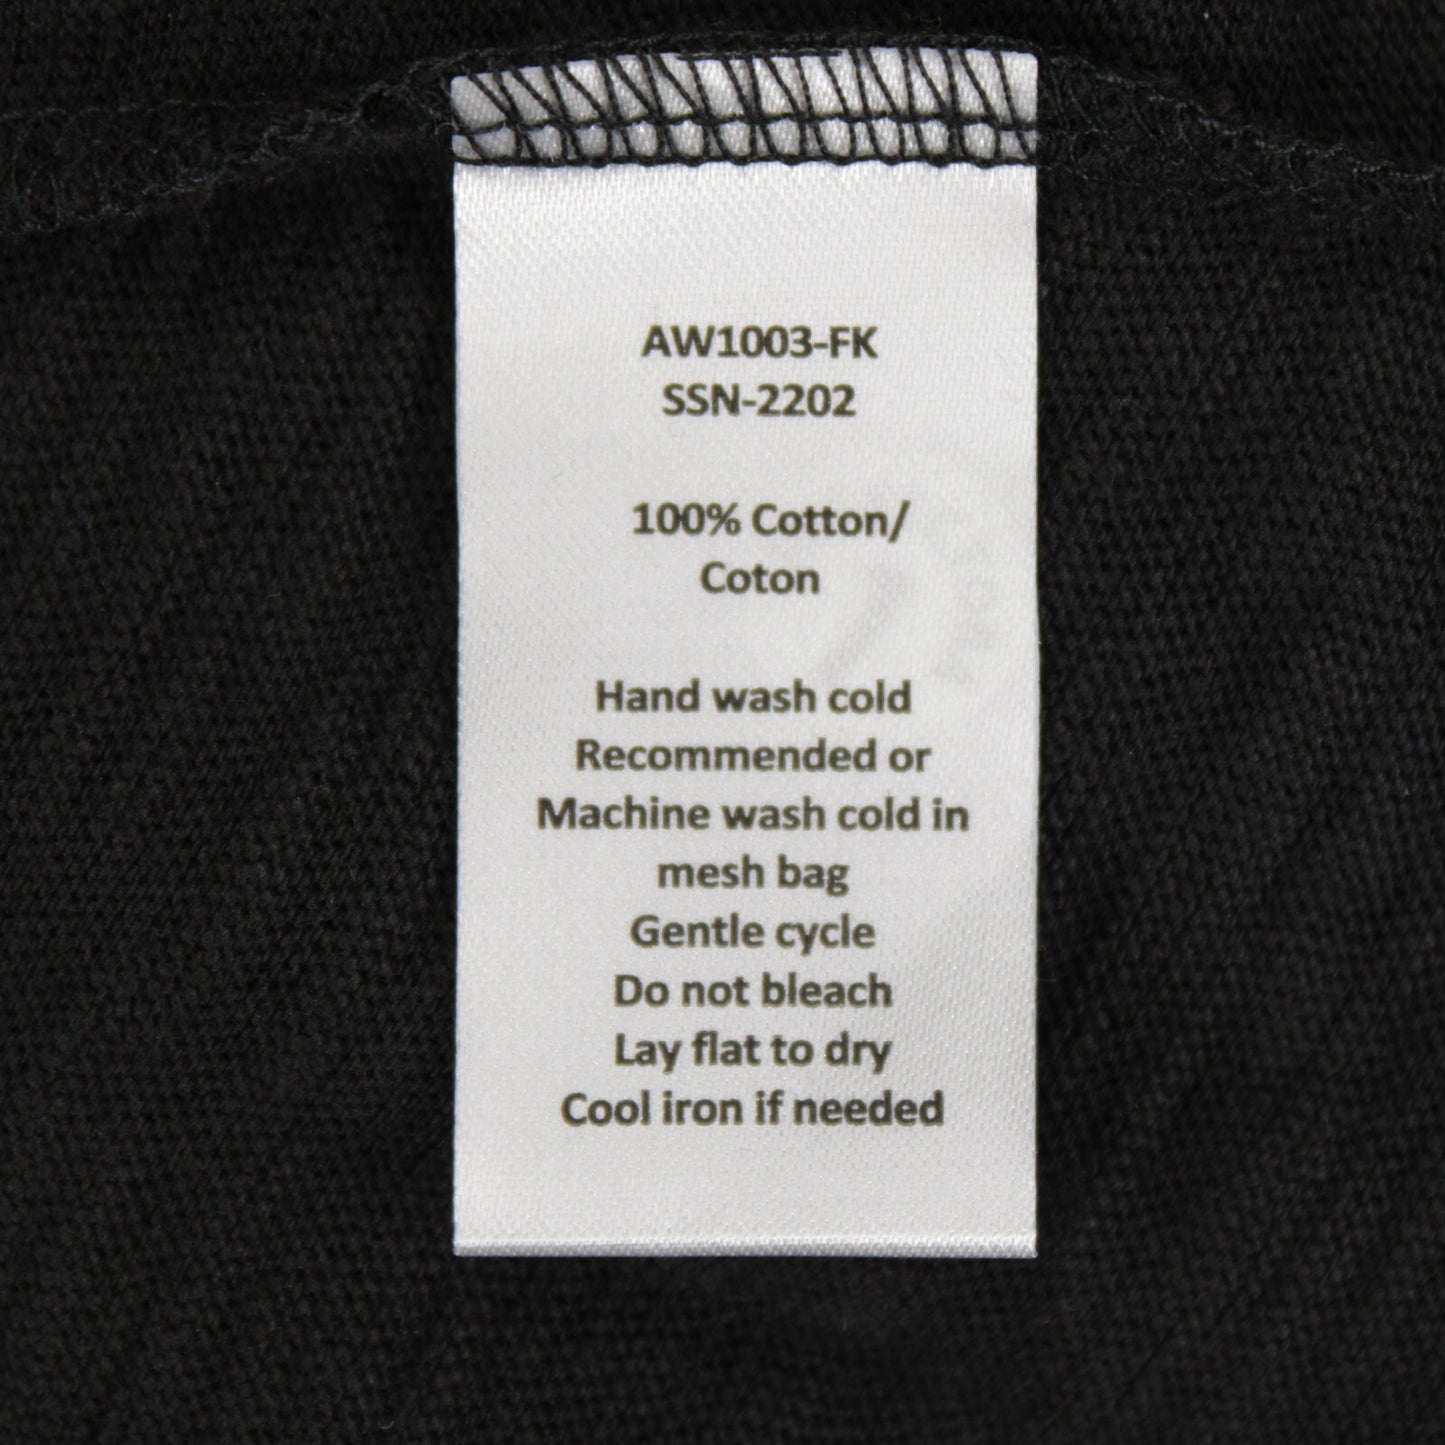 AW1003-FK
SSN-2202
100% Cotton/
Coton
Hand wash cold
Recommended or
Machine wash cold in
mesh bag
Gentle cycle
Do not bleach
Lay flat to dry
Cool iron if needed